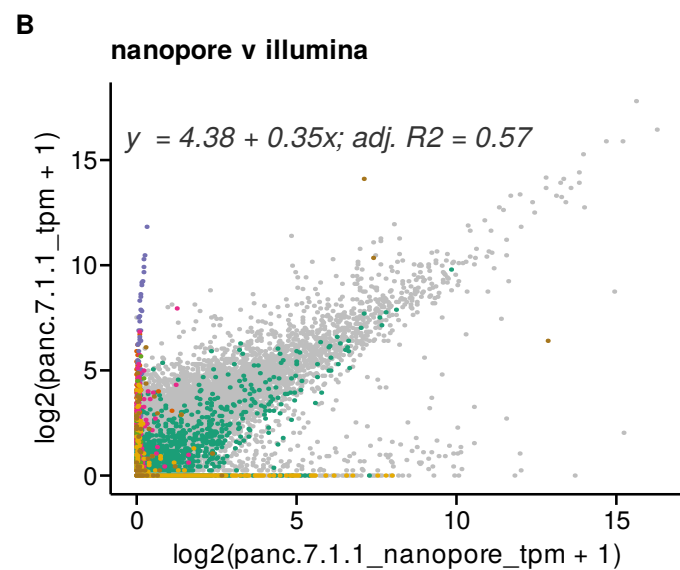 B
nanopore v illumina
y = 4.38 + 0.35x; adj. R2 = 0.57
log2(panc.7.1.1_tpm + 1)
15
10
5
0
0 5 10 15
log2(panc.7.1.1_nanopore_tpm + 1)